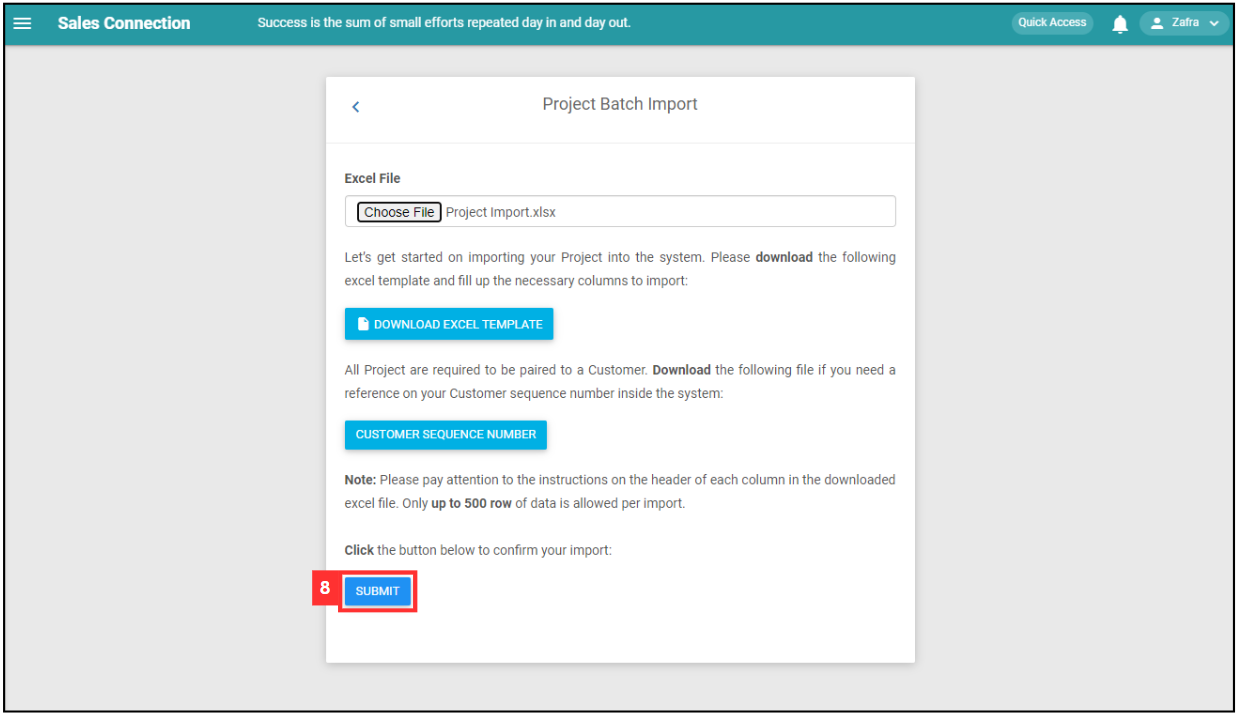 Sales Connection Success is the sum of small efforts repeated day in and day out. Quick Access Zafra
Project Batch Import
Excel File
Choose File Project Import.xlsx
Let's get started on importing your Project into the system. Please download the following
excel template and fill up the necessary columns to import:
DOWNLOAD EXCEL TEMPLATE
All Project are required to be paired to a Customer. Download the following file if you need a
reference on your Customer sequence number inside the system:
CUSTOMER SEQUENCE NUMBER
Note: Please pay attention to the instructions on the header of each column in the downloaded
excel file. Only up to 500 row of data is allowed per import.
Click the button below to confirm your import:
8 SUBMIT